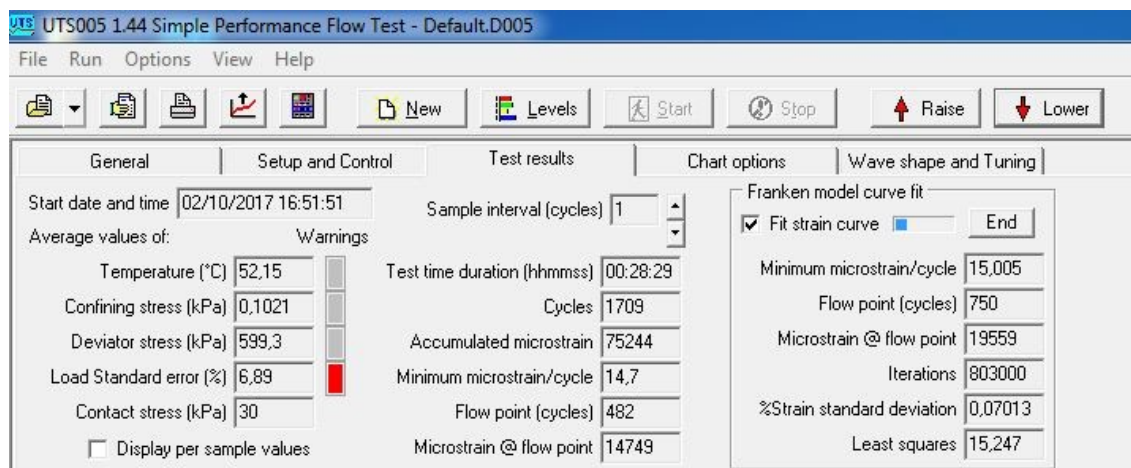 UTS UTS005 1.44 Simple Performance Flow Test - Default.D005
File Run Options View Help
New Levels Start Stop Raise Lower
General Setup and Control Test results Chart options Wave shape and Tuning
Start date and time 02/10/2017 16:51:51
Average values of: Warnings
Temperature (°C) 52,15
Confining stress (kPa) 0,1021
Deviator stress (kPa) 599,3
Load Standard error (%) 6,89
Contact stress (kPa) 30
Display per sample values
Sample interval (cycles) 1
Test time duration (hhmmss) 00:28:29
Cycles 1709
Accumulated microstrain 75244
Minimum microstrain/cycle 14,7
Flow point (cycles) 482
Microstrain @ flow point 14749
Franken model curve fit
Fit strain curve End
Minimum microstrain/cycle 15,005
Flow point (cycles) 750
Microstrain @ flow point 19559
Iterations 803000
%Strain standard deviation 0,07013
Least squares 15,247